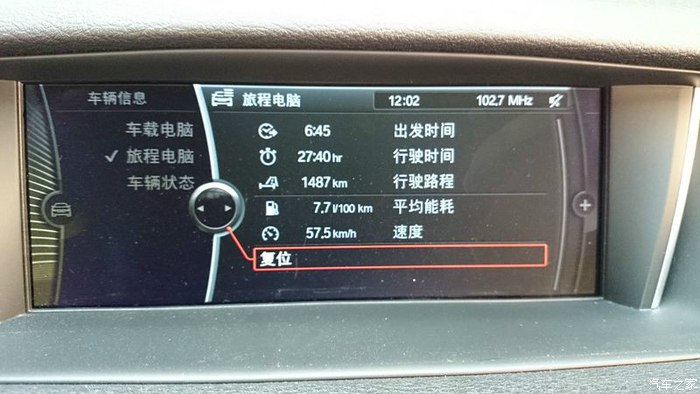 车辆信息
旅程电脑
12:02
102.7 MHz
车载电脑
✓ 旅程电脑
车辆状态
6:45 出发时间
27:40 hr 行驶时间
1487 km 行驶路程
7.7 l/100 km 平均能耗
57.5 km/h 速度
复位
汽车之家